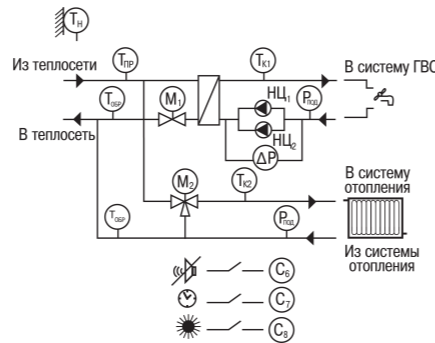 Tн
Из теплосети
TПР
TК1
В систему ГВС
TОБР
M1
НЦ1
PПОД
В теплосеть
НЦ2
ΔP
M2
TК2
В систему
отопления
TОБР
PПОД
Из системы
отопления
C6
C7
C8